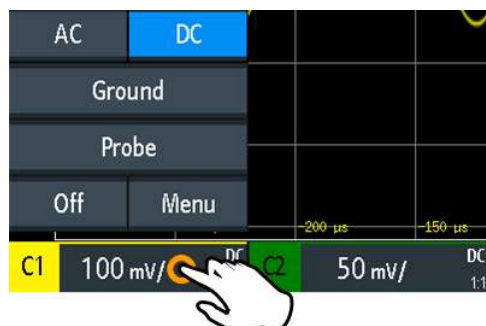 AC DC
Ground
Probe
Off Menu
-200 µs -150 µs
C1 100 mV/ DC C2 50 mV/ DC
1:1